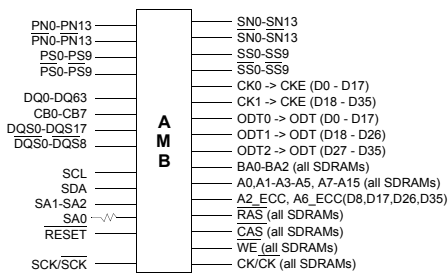 PN0-PN13
PN0-PN13
PS0-PS9
PS0-PS9
DQ0-DQ63
CB0-CB7
DQS0-DQS17
DQS0-DQS8
SCL
SDA
SA1-SA2
SA0
RESET
SCK/SCK
A
M
B
SN0-SN13
SN0-SN13
SS0-SS9
SS0-SS9
CK0 -> CKE (D0 - D17)
CK1 -> CKE (D18 - D35)
ODT0 -> ODT (D0 - D17)
ODT1 -> ODT (D18 - D26)
ODT2 -> ODT (D27 - D35)
BA0-BA2 (all SDRAMs)
A0,A1-A3-A5, A7-A15 (all SDRAMs)
A2_ECC, A6_ECC(D8,D17,D26,D35)
RAS (all SDRAMs)
CAS (all SDRAMs)
WE (all SDRAMs)
CK/CK (all SDRAMs)